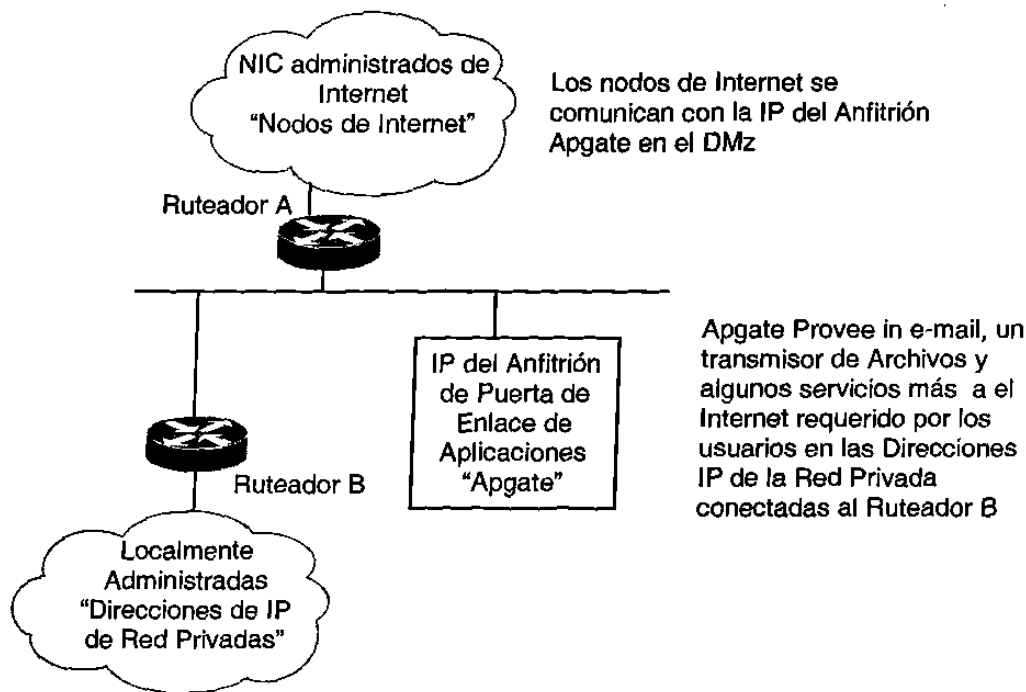 NIC administrados de
Internet
“Nodos de Internet”
Los nodos de Internet se
comunican con la IP del Anfitrión
Apgate en el DMz
Ruteador A
IP del Anfitrión
de Puerta de
Enlace de
Aplicaciones
“Apgate”
Apgate Provee in e-mail, un
transmisor de Archivos y
algunos servicios más a el
Internet requerido por los
usuarios en las Direcciones
IP de la Red Privada
conectadas al Ruteador B
Ruteador B
Localmente
Administradas
“Direcciones de IP
de Red Privadas”